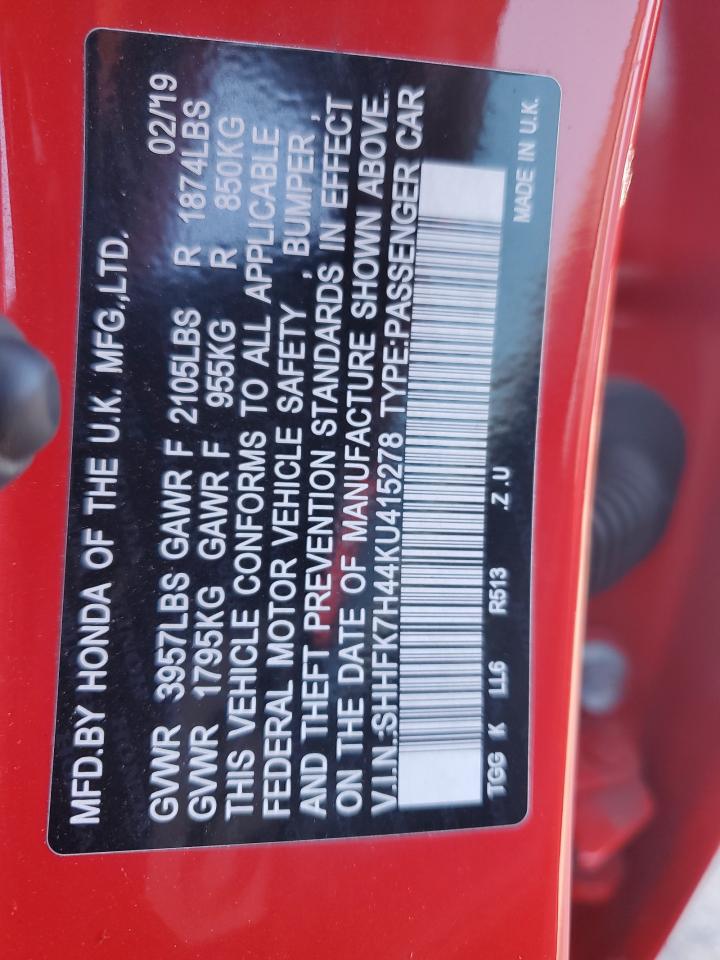 MFD.BY HONDA OF THE U.K. MFG.,LTD. 02/19
GVWR 3957LBS GAWR F 2105LBS R 1874LBS
GVWR 1795KG GAWR F 955KG R 850KG
THIS VEHICLE CONFORMS TO ALL APPLICABLE
FEDERAL MOTOR VEHICLE SAFETY , BUMPER ,
AND THEFT PREVENTION STANDARDS IN EFFECT
ON THE DATE OF MANUFACTURE SHOWN ABOVE.
V.I.N.:SHHFK7H44KU415278 TYPE:PASSENGER CAR
TGG K LL6 R513 .Z .U
MADE IN U.K.